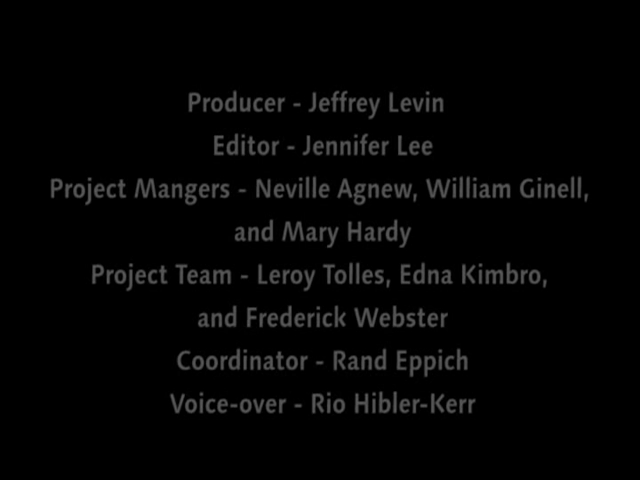 Producer - Jeffrey Levin
Editor - Jennifer Lee
Project Mangers - Neville Agnew, William Ginell,
and Mary Hardy
Project Team - Leroy Tolles, Edna Kimbro,
and Frederick Webster
Coordinator - Rand Eppich
Voice-over - Rio Hibler-Kerr